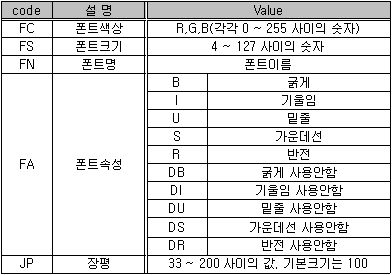 code 설 명 Value
FC 폰트색상 R,G,B(각각 0 ~ 255 사이의 숫자)
FS 폰트크기 4 ~ 127 사이의 숫자
FN 폰트명 폰트이름
FA 폰트속성
B 굵게
I 기울임
U 밑줄
S 가운데선
R 반전
DB 굵게 사용안함
DI 기울임 사용안함
DU 밑줄 사용안함
DS 가운데선 사용안함
DR 반전 사용안함
JP 장평 33 ~ 200 사이의 값, 기본크기는 100